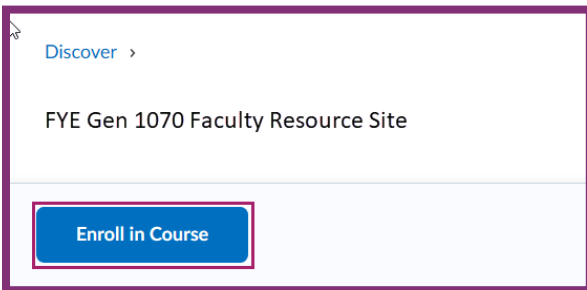 Discover ›
FYE Gen 1070 Faculty Resource Site
Enroll in Course